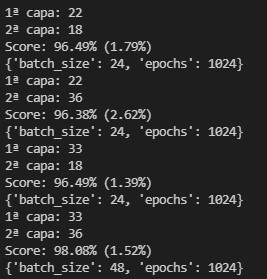 1ª capa: 22
2ª capa: 18
Score: 96.49% (1.79%)
{'batch_size': 24, 'epochs': 1024}
1ª capa: 22
2ª capa: 36
Score: 96.38% (2.62%)
{'batch_size': 24, 'epochs': 1024}
1ª capa: 33
2ª capa: 18
Score: 96.49% (1.39%)
{'batch_size': 24, 'epochs': 1024}
1ª capa: 33
2ª capa: 36
Score: 98.08% (1.52%)
{'batch_size': 48, 'epochs': 1024}